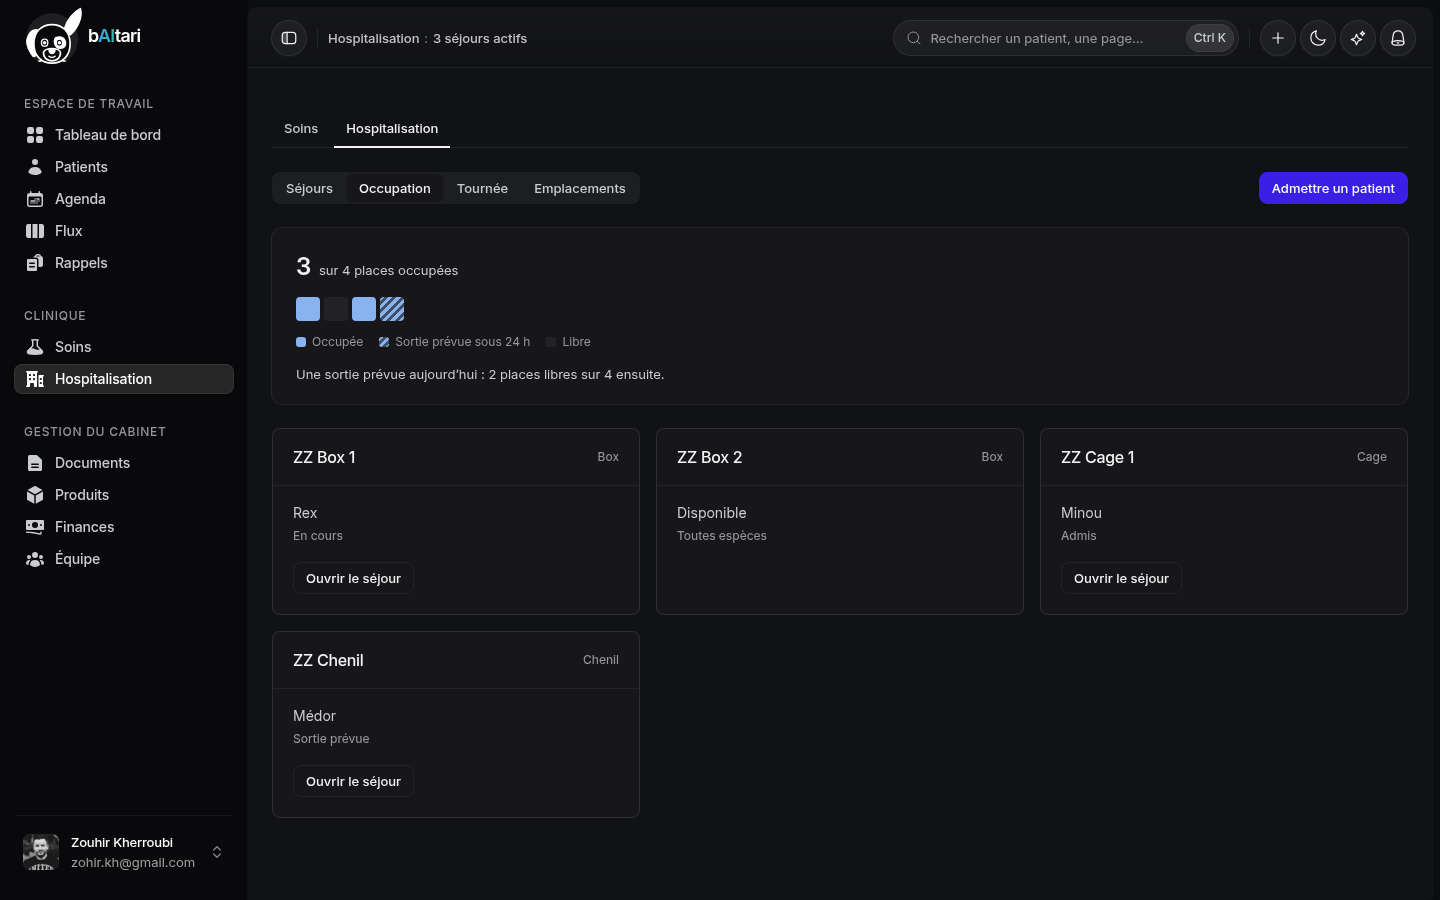 bAItari
ESPACE DE TRAVAIL
Tableau de bord
Patients
Agenda
Flux
Rappels
CLINIQUE
Soins
Hospitalisation
GESTION DU CABINET
Documents
Produits
Finances
Équipe
Zouhir Kherroubi
zohir.kh@gmail.com
Hospitalisation : 3 séjours actifs
Rechercher un patient, une page... Ctrl K
Soins Hospitalisation
Séjours Occupation Tournée Emplacements
Admettre un patient
3 sur 4 places occupées
Occupée Sortie prévue sous 24 h Libre
Une sortie prévue aujourd’hui : 2 places libres sur 4 ensuite.
ZZ Box 1 Box
Rex
En cours
Ouvrir le séjour
ZZ Box 2 Box
Disponible
Toutes espèces
ZZ Cage 1 Cage
Minou
Admis
Ouvrir le séjour
ZZ Chenil Chenil
Médor
Sortie prévue
Ouvrir le séjour